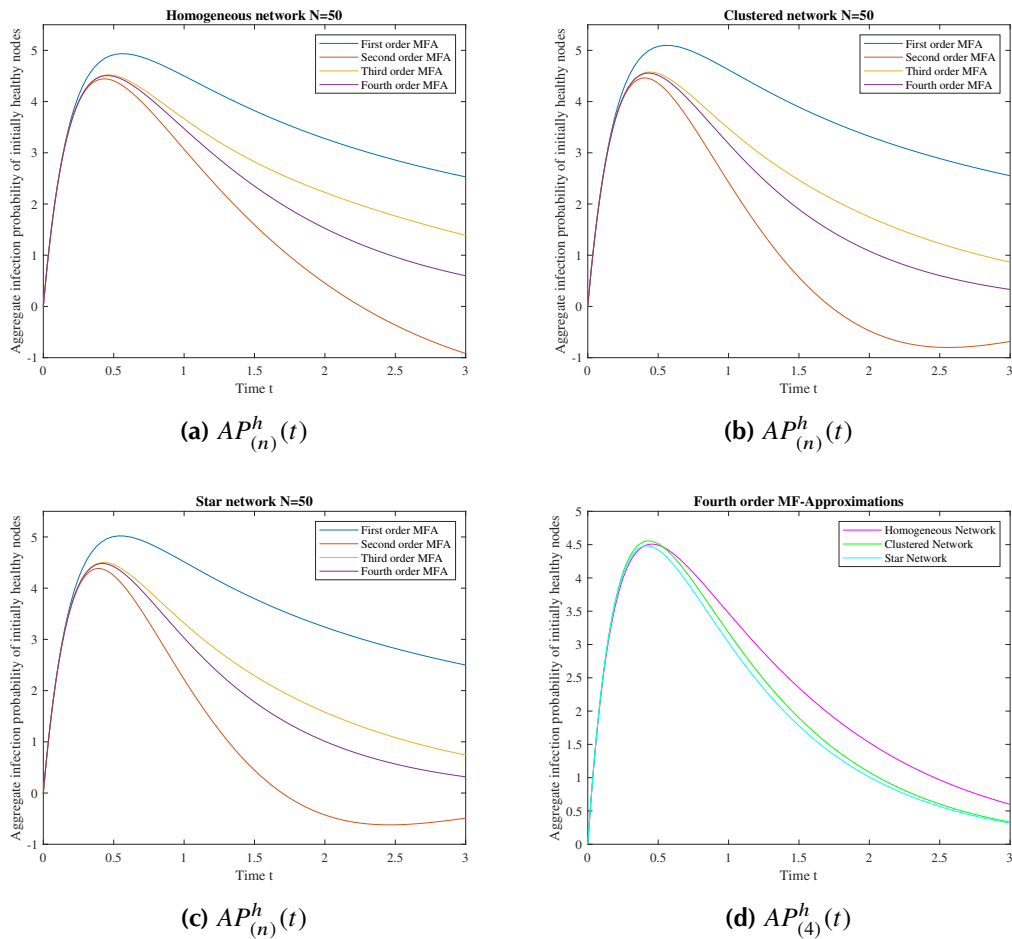 Homogeneous network N=50
First order MFA
Second order MFA
Third order MFA
Fourth order MFA
Aggregate infection probability of initially healthy nodes
5
4
3
2
1
0
-1
0 0.5 1 1.5 2 2.5 3
Time t
(a) $AP^{h}_{(n)}(t)$
Clustered network N=50
First order MFA
Second order MFA
Third order MFA
Fourth order MFA
Aggregate infection probability of initially healthy nodes
5
4
3
2
1
0
-1
0 0.5 1 1.5 2 2.5 3
Time t
(b) $AP^{h}_{(n)}(t)$
Star network N=50
First order MFA
Second order MFA
Third order MFA
Fourth order MFA
Aggregate infection probability of initially healthy nodes
5
4
3
2
1
0
-1
0 0.5 1 1.5 2 2.5 3
Time t
(c) $AP^{h}_{(n)}(t)$
Fourth order MF-Approximations
Homogeneous Network
Clustered Network
Star Network
Aggregate infection probability of initially healthy nodes
5
4.5
4
3.5
3
2.5
2
1.5
1
0.5
0
0 0.5 1 1.5 2 2.5 3
Time t
(d) $AP^{h}_{(4)}(t)$